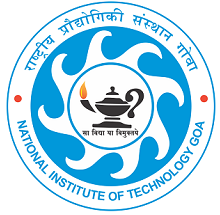 राष्ट्रीय प्रौद्योगिकी संस्थान गोवा
सा विद्या या विमुक्तये
NATIONAL INSTITUTE OF TECHNOLOGY GOA